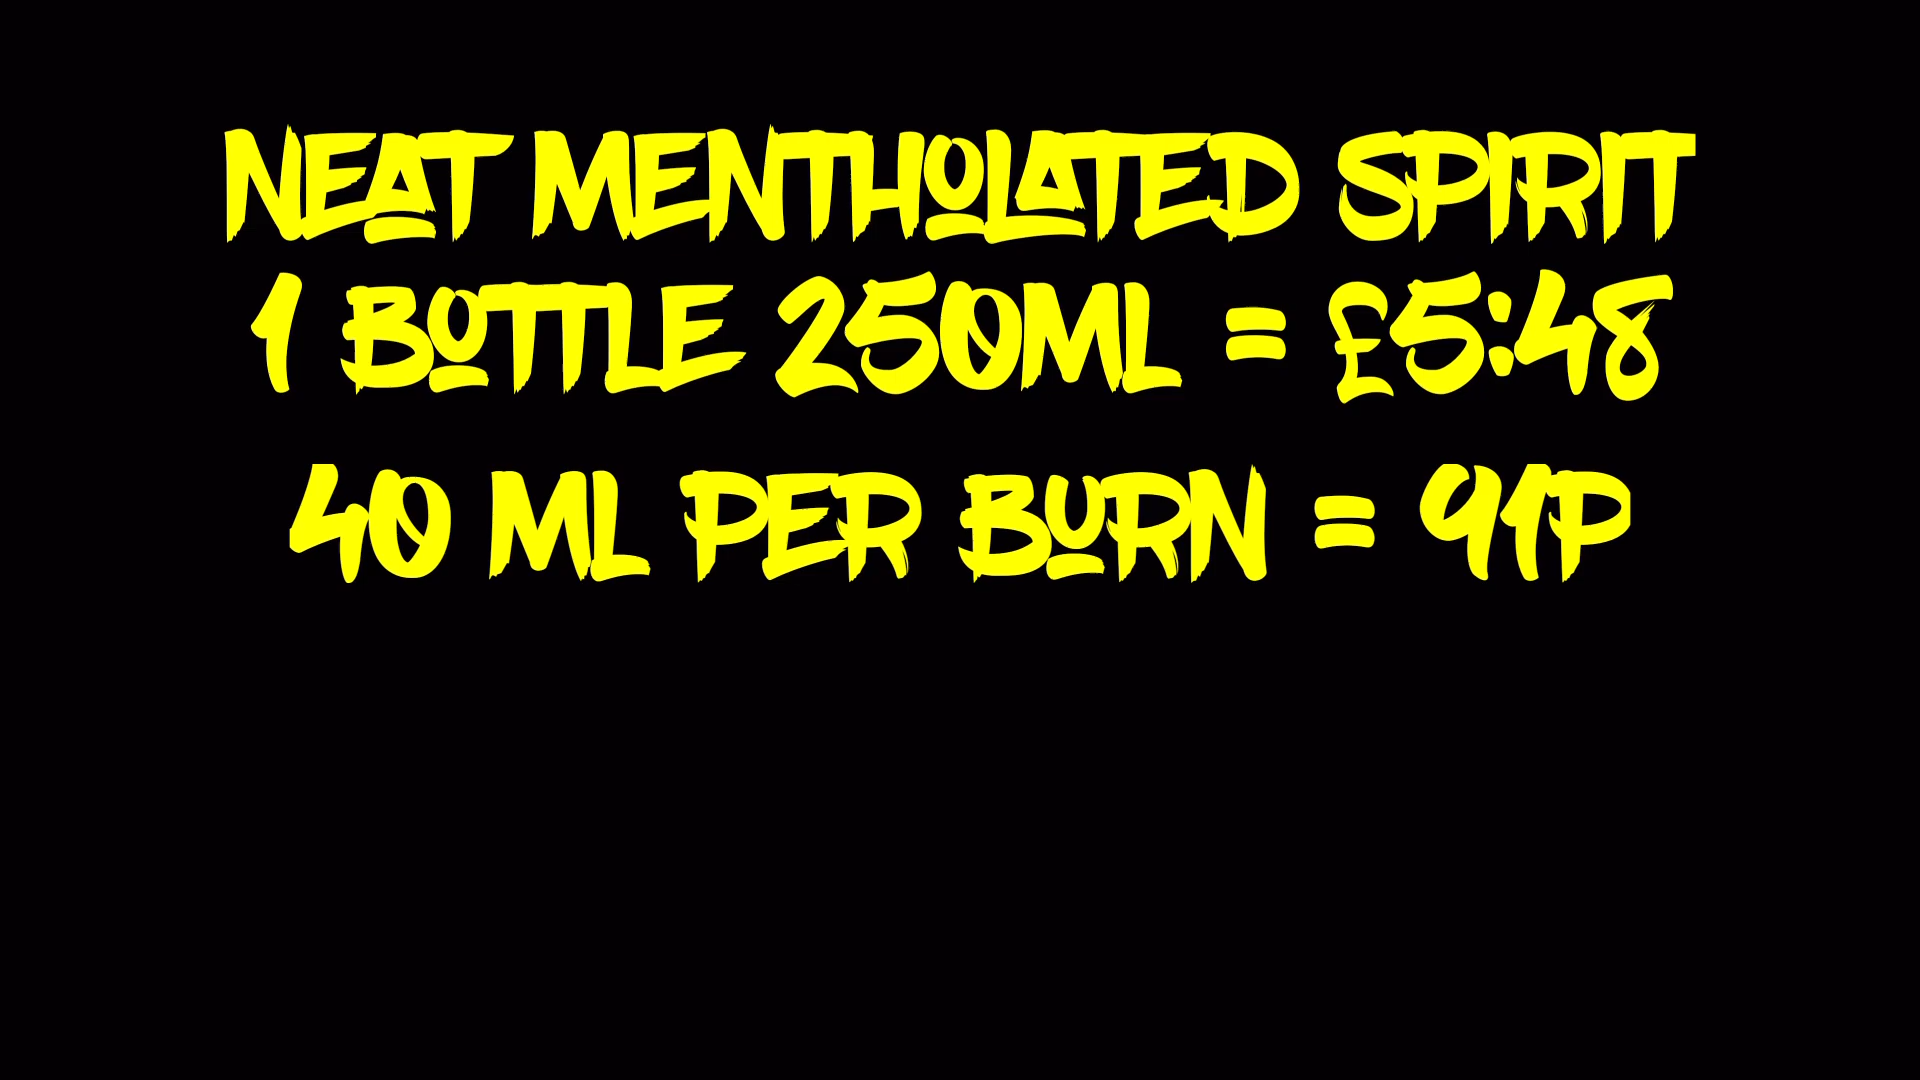 NEAT MENTHOLATED SPIRIT
1 BOTTLE 250ML = £5:48
40 ML PER BURN = 91P